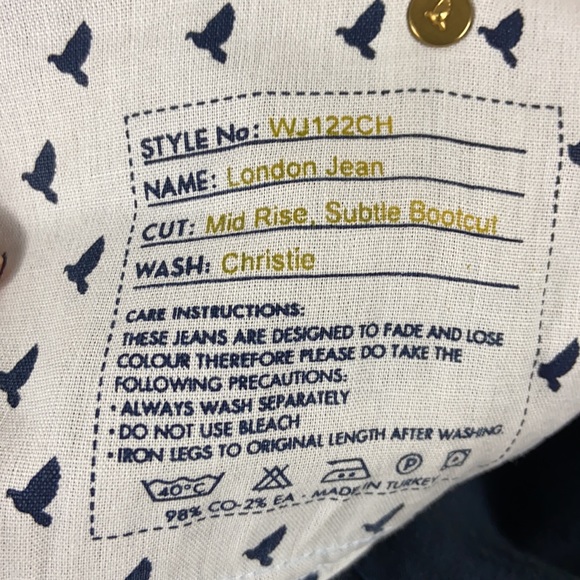 STYLE No: WJ122CH
NAME: London Jean
CUT: Mid Rise, Subtle Bootcut
WASH: Christie
CARE INSTRUCTIONS:
THESE JEANS ARE DESIGNED TO FADE AND LOSE
COLOUR THEREFORE PLEASE DO TAKE THE
FOLLOWING PRECAUTIONS:
• ALWAYS WASH SEPARATELY
• DO NOT USE BLEACH
• IRON LEGS TO ORIGINAL LENGTH AFTER WASHING.
40°C P
98% CO-2% EA · MADE IN TURKEY